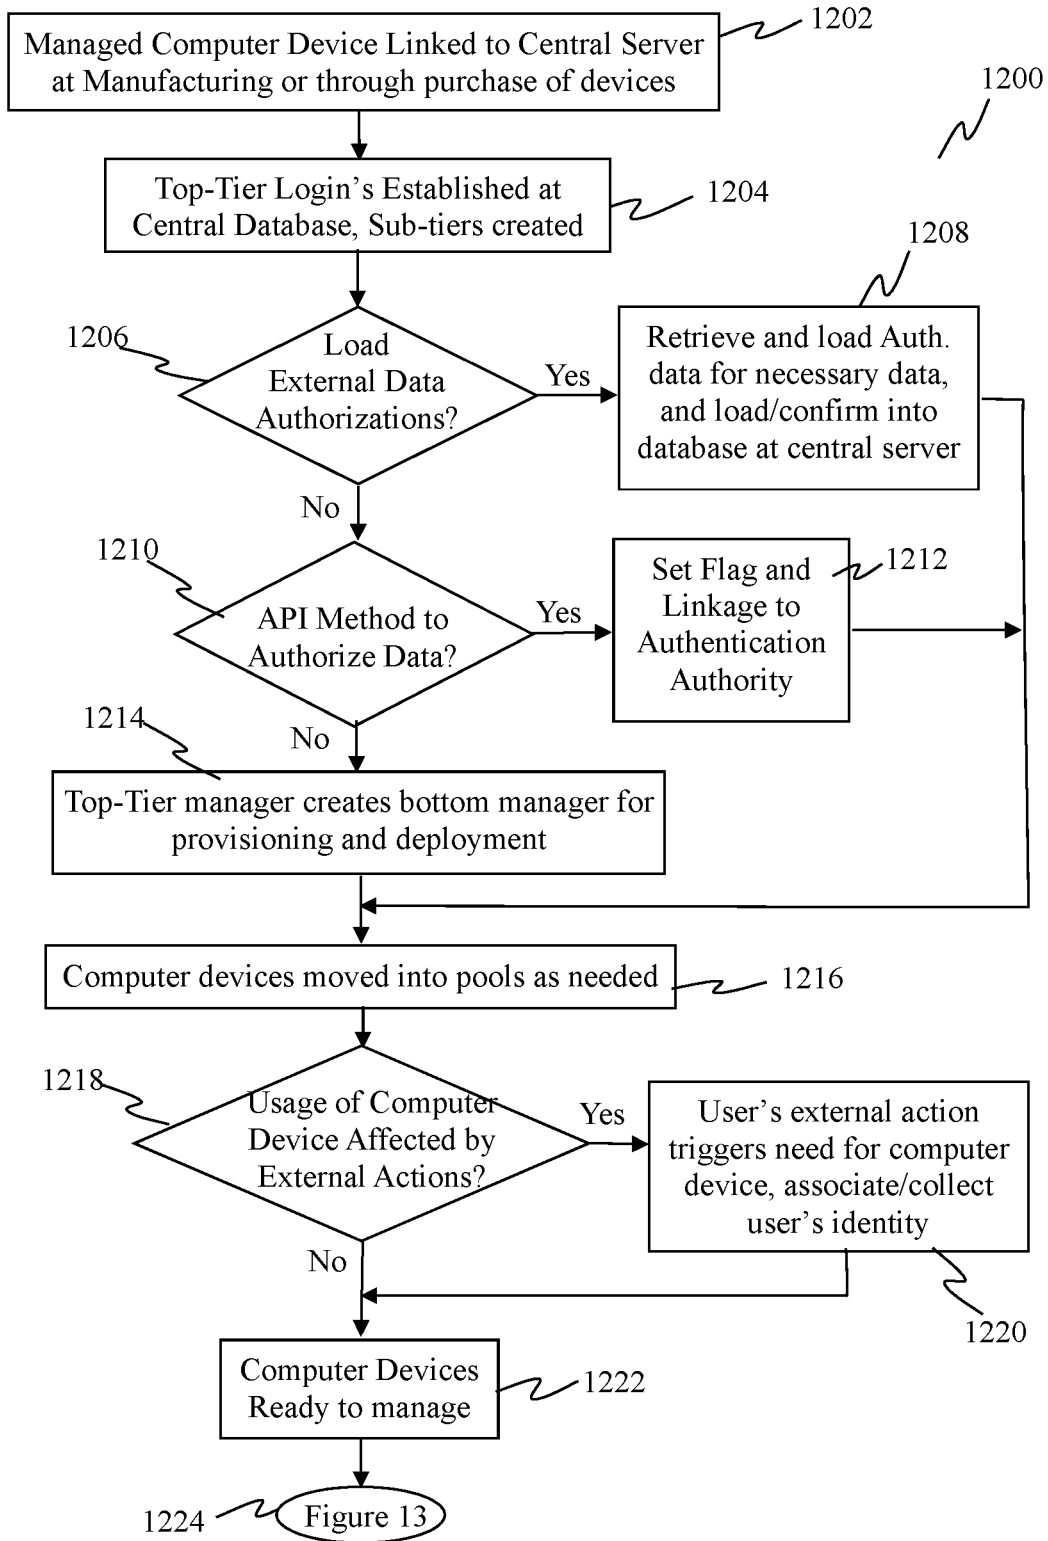 1202
Managed Computer Device Linked to Central Server
at Manufacturing or through purchase of devices
1200
Top-Tier Login's Established at
Central Database, Sub-tiers created
1204
1208
1206
Load
External Data
Authorizations?
Yes
Retrieve and load Auth.
data for necessary data,
and load/confirm into
database at central server
No
1210
API Method to
Authorize Data?
Yes
Set Flag and
Linkage to
Authentication
Authority
1212
No
1214
Top-Tier manager creates bottom manager for
provisioning and deployment
Computer devices moved into pools as needed
1216
1218
Usage of Computer
Device Affected by
External Actions?
Yes
User's external action
triggers need for computer
device, associate/collect
user's identity
No
1220
Computer Devices
Ready to manage
1222
Figure 13
1224